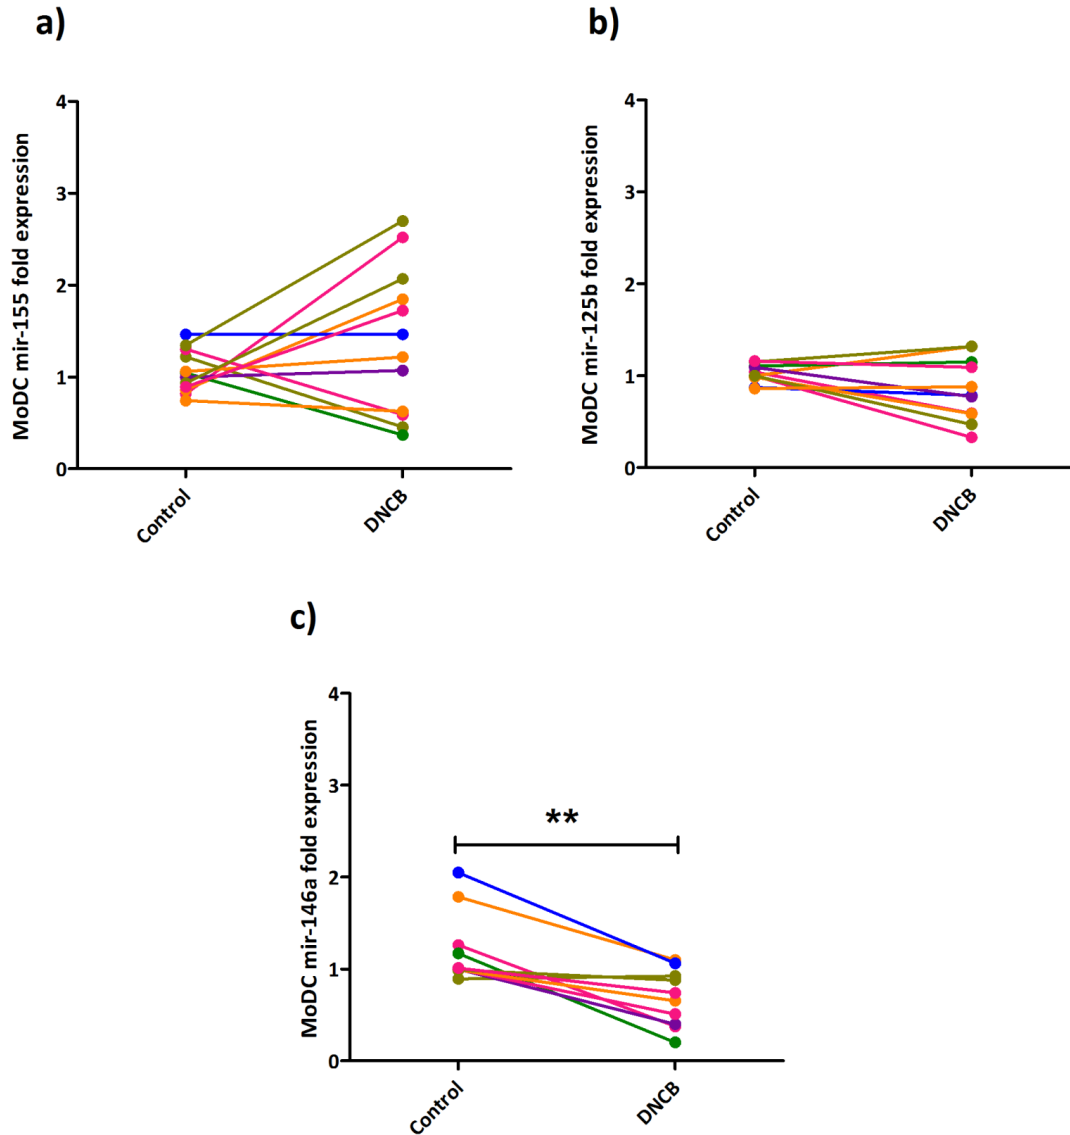 a)
MoDC mir-155 fold expression
4
3
2
1
0
Control
DNCB
b)
MoDC mir-125b fold expression
4
3
2
1
0
Control
DNCB
c)
MoDC mir-146a fold expression
4
3
2
1
0
**
Control
DNCB